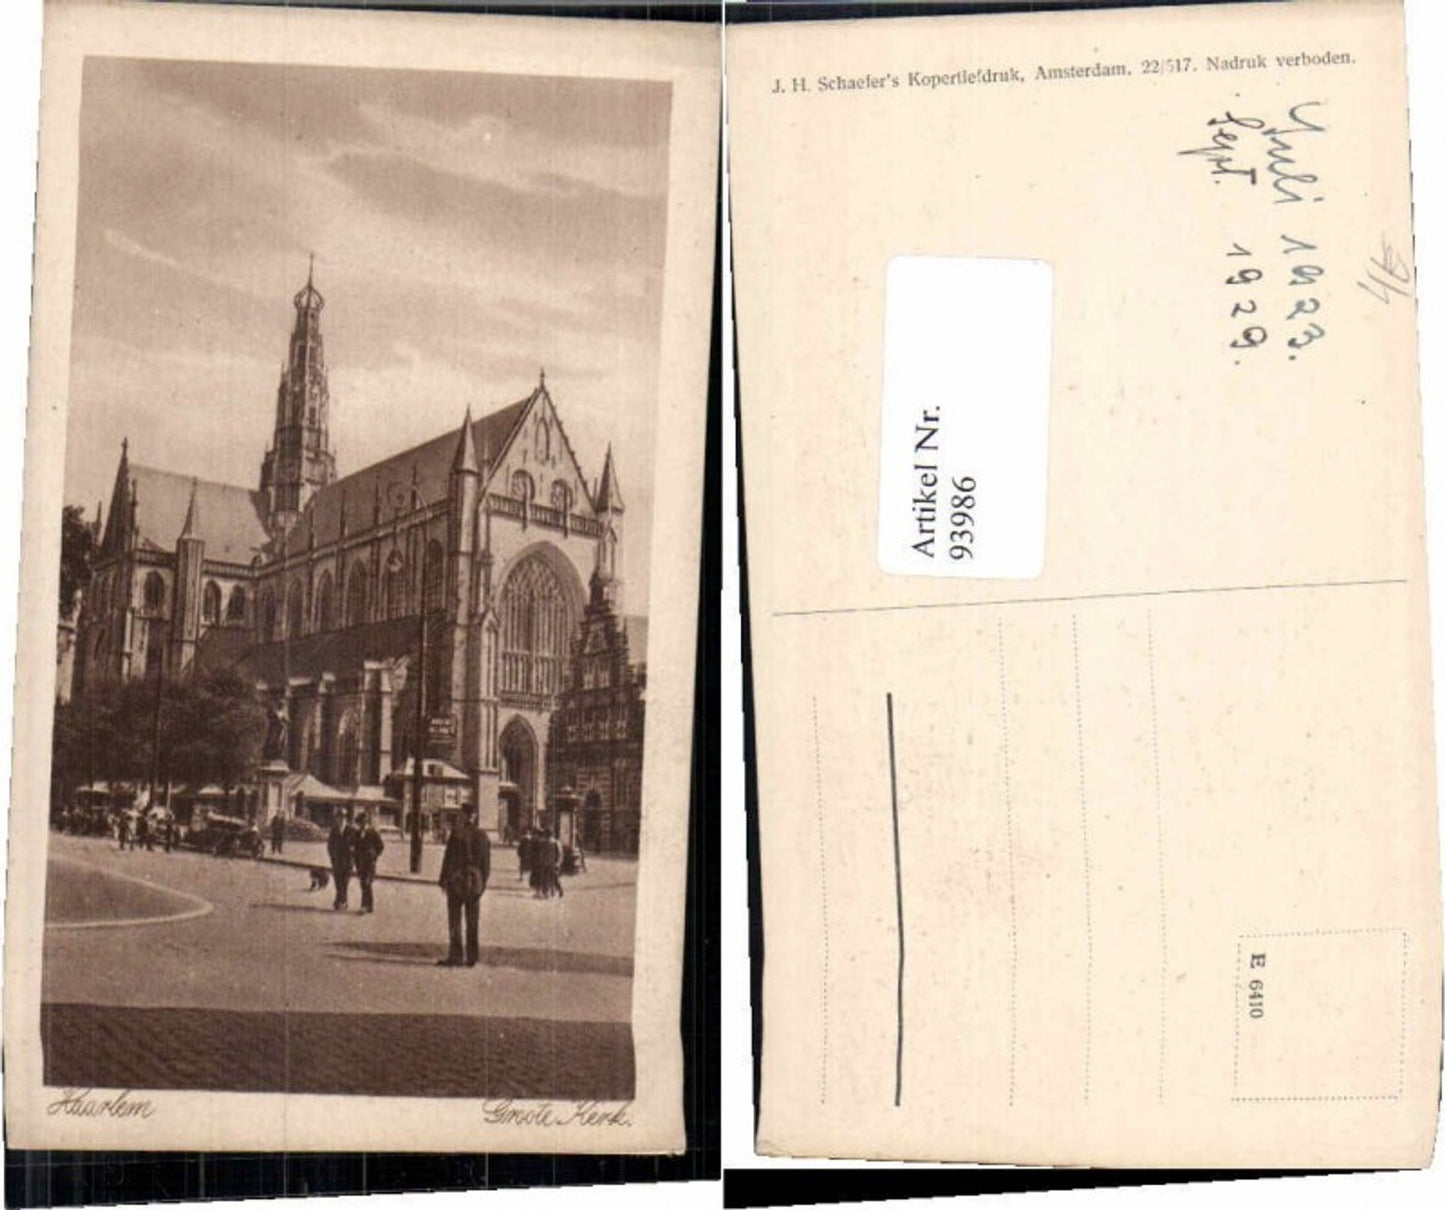 Haarlem
Groote Kerk.
J. H. Schaefer's Kopertiefdruk, Amsterdam. 22/517. Nadruk verboden.
Juli 1923.
Sept. 1929.
Artikel Nr.
93986
E 6410